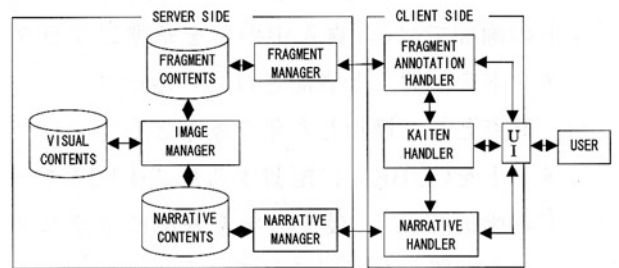 SERVER SIDE
CLIENT SIDE
FRAGMENT
CONTENTS
FRAGMENT
MANAGER
FRAGMENT
ANNOTATION
HANDLER
VISUAL
CONTENTS
IMAGE
MANAGER
KAITEN
HANDLER
UI
USER
NARRATIVE
CONTENTS
NARRATIVE
MANAGER
NARRATIVE
HANDLER